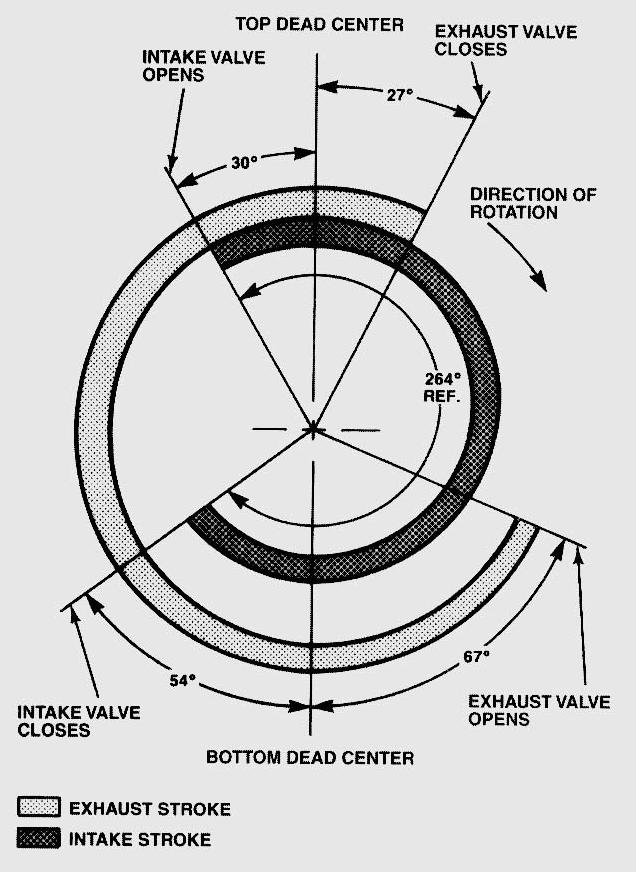 TOP DEAD CENTER
EXHAUST VALVE
CLOSES
INTAKE VALVE
OPENS
27°
30°
DIRECTION OF
ROTATION
264°
REF.
67°
54°
INTAKE VALVE
CLOSES
EXHAUST VALVE
OPENS
BOTTOM DEAD CENTER
EXHAUST STROKE
INTAKE STROKE